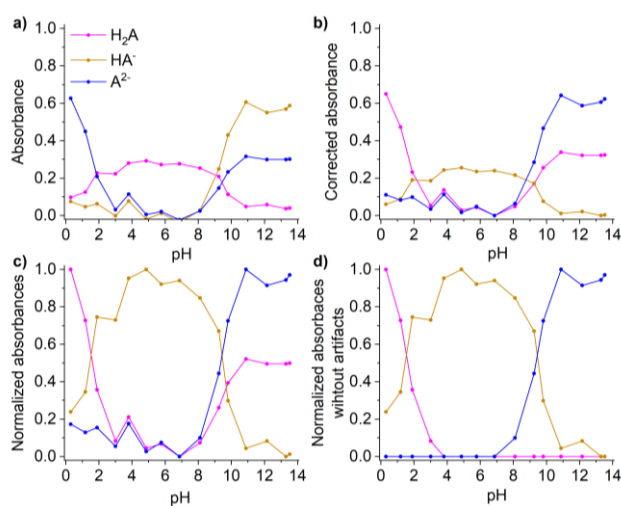 a)
1.0
0.8
0.6
0.4
0.2
0.0
Absorbance
H₂A
HA⁻
A²⁻
0 2 4 6 8 10 12 14
pH
b)
1.0
0.8
0.6
0.4
0.2
0.0
Corrected absorbance
0 2 4 6 8 10 12 14
pH
c)
1.0
0.8
0.6
0.4
0.2
0.0
Normalized absorbances
0 2 4 6 8 10 12 14
pH
d)
1.0
0.8
0.6
0.4
0.2
0.0
Normalized absorbaces
wihtout artifacts
0 2 4 6 8 10 12 14
pH